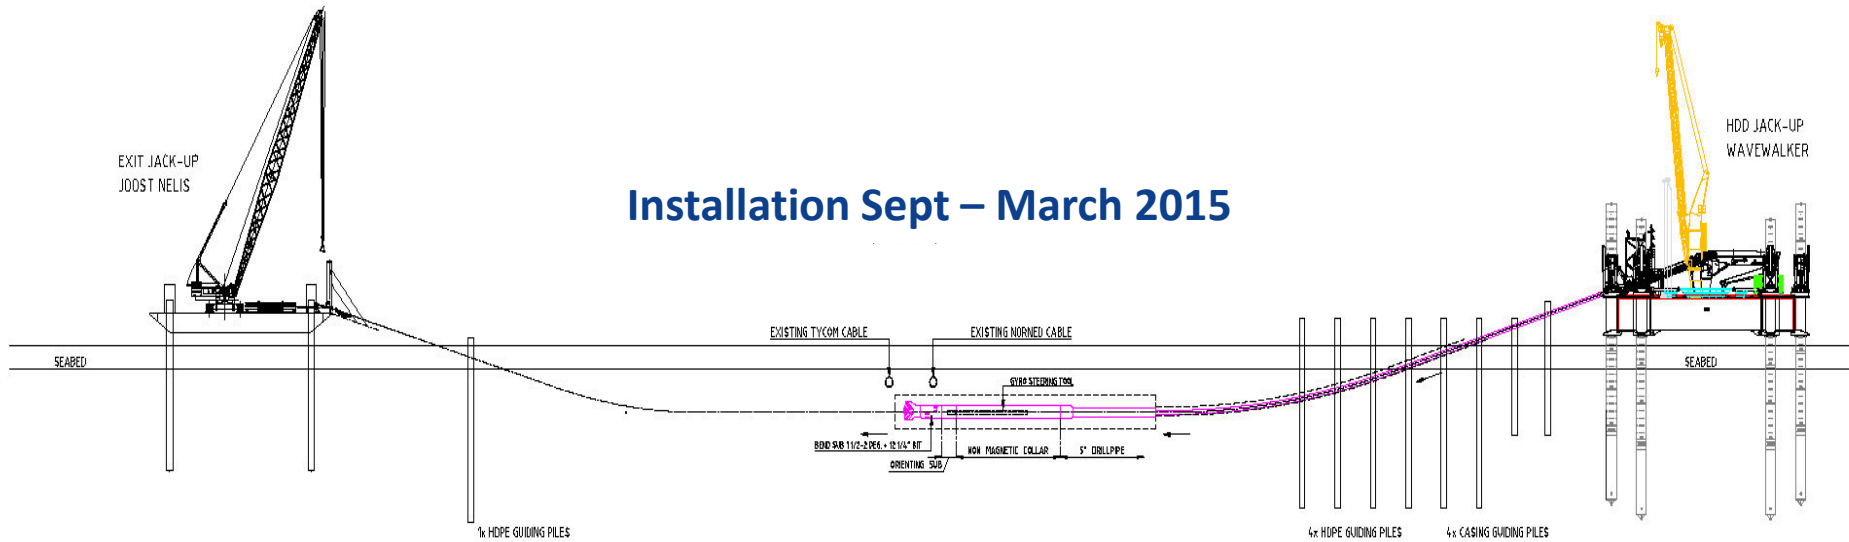 EXIT JACK-UP
JOOST NELIS
Installation Sept – March 2015
HDD JACK-UP
WAVEWALKER
EXISTING TYCOM CABLE
EXISTING NORNED CABLE
SEABED
SEABED
GYRO STEERING TOOL
BEND SUB 1 1/2-2 DEG. + 12 1/4" BIT
NON MAGNETIC COLLAR
5" DRILLPIPE
ORIENTING SUB
1x HDPE GUIDING PILES
4x HDPE GUIDING PILES
4x CASING GUIDING PILES